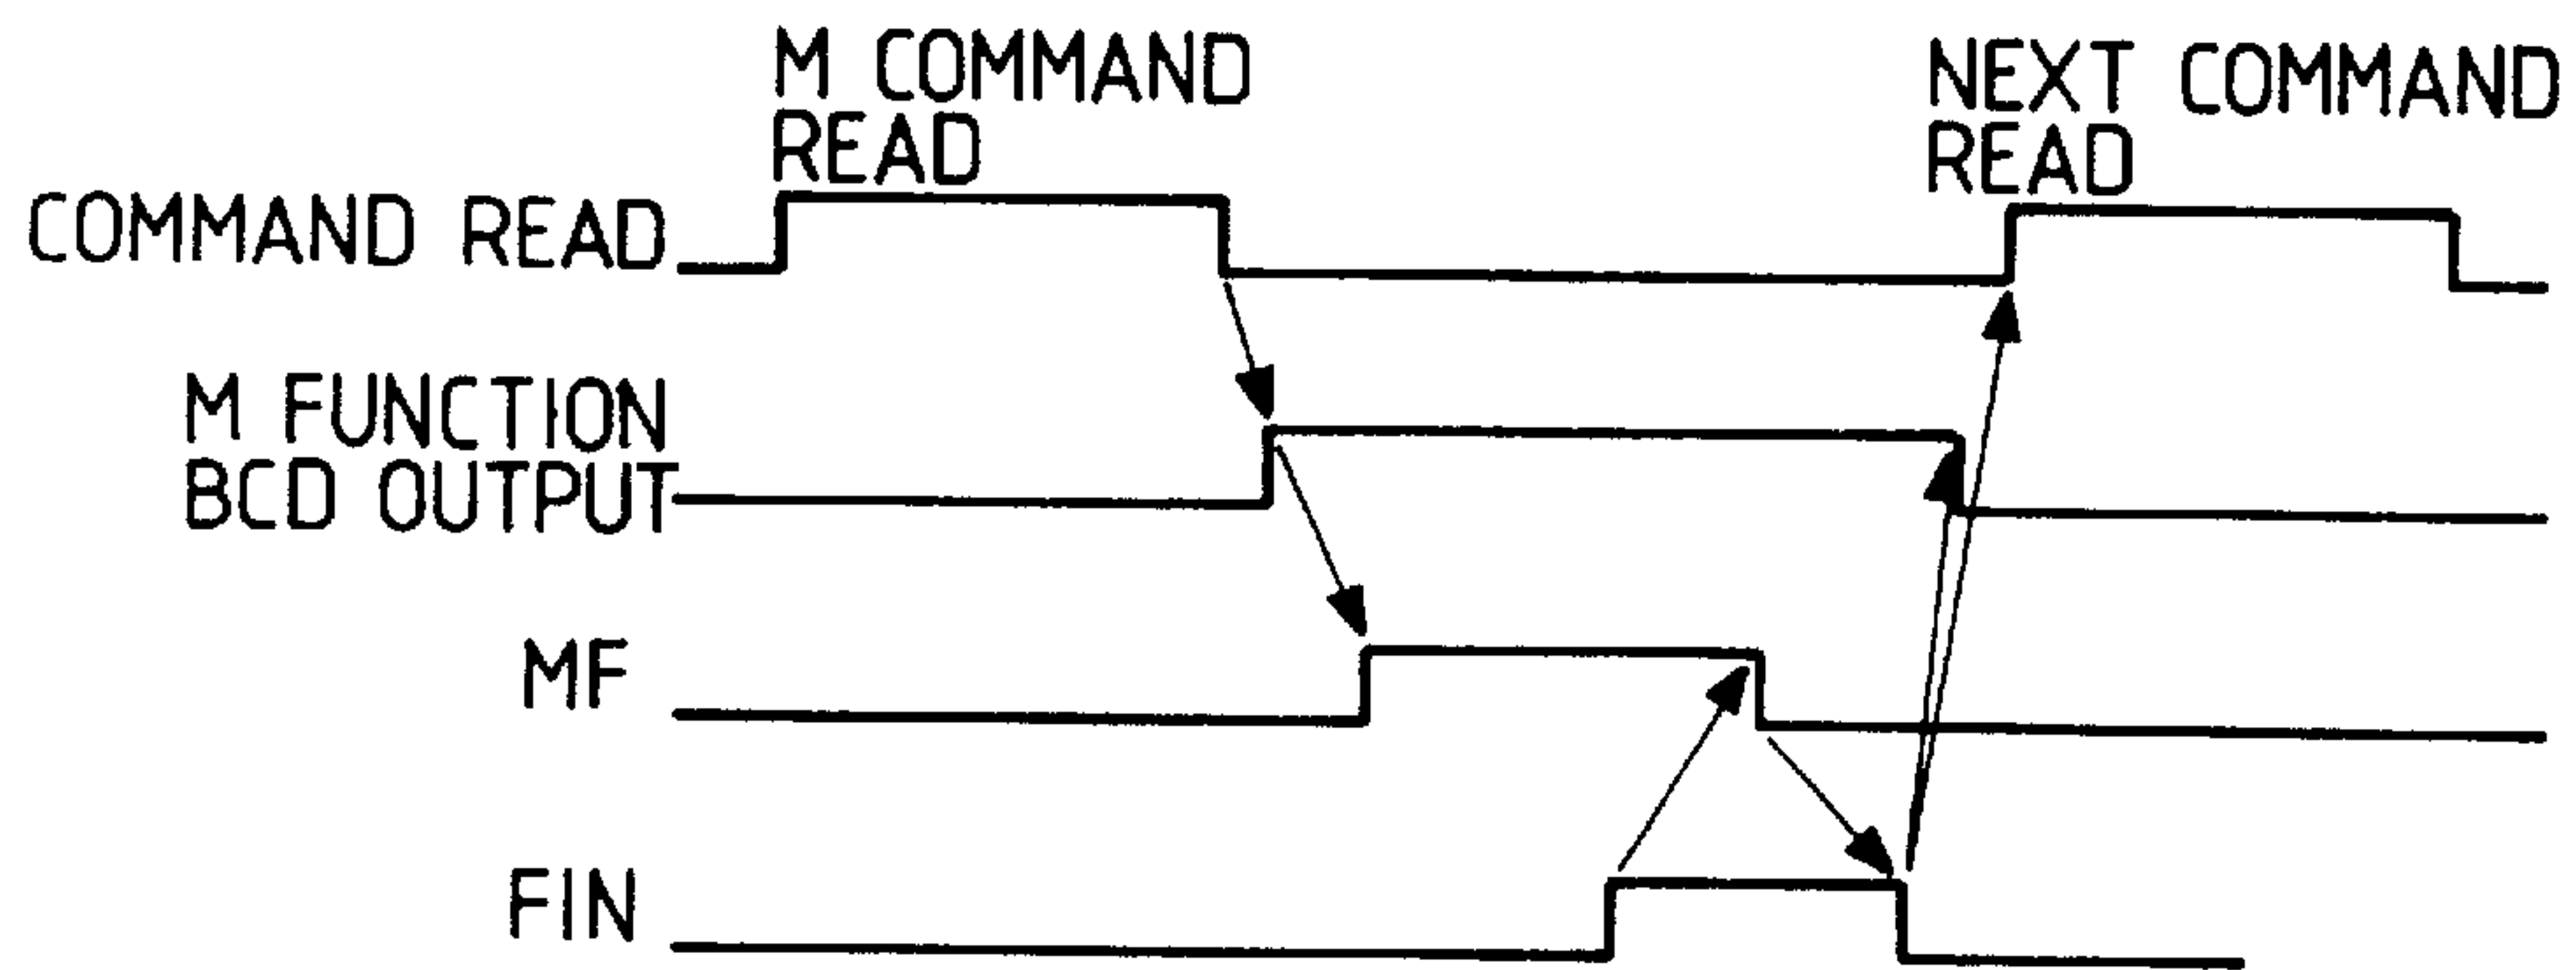 M COMMAND
READ
NEXT COMMAND
READ
COMMAND READ
M FUNCTION
BCD OUTPUT
MF
FIN